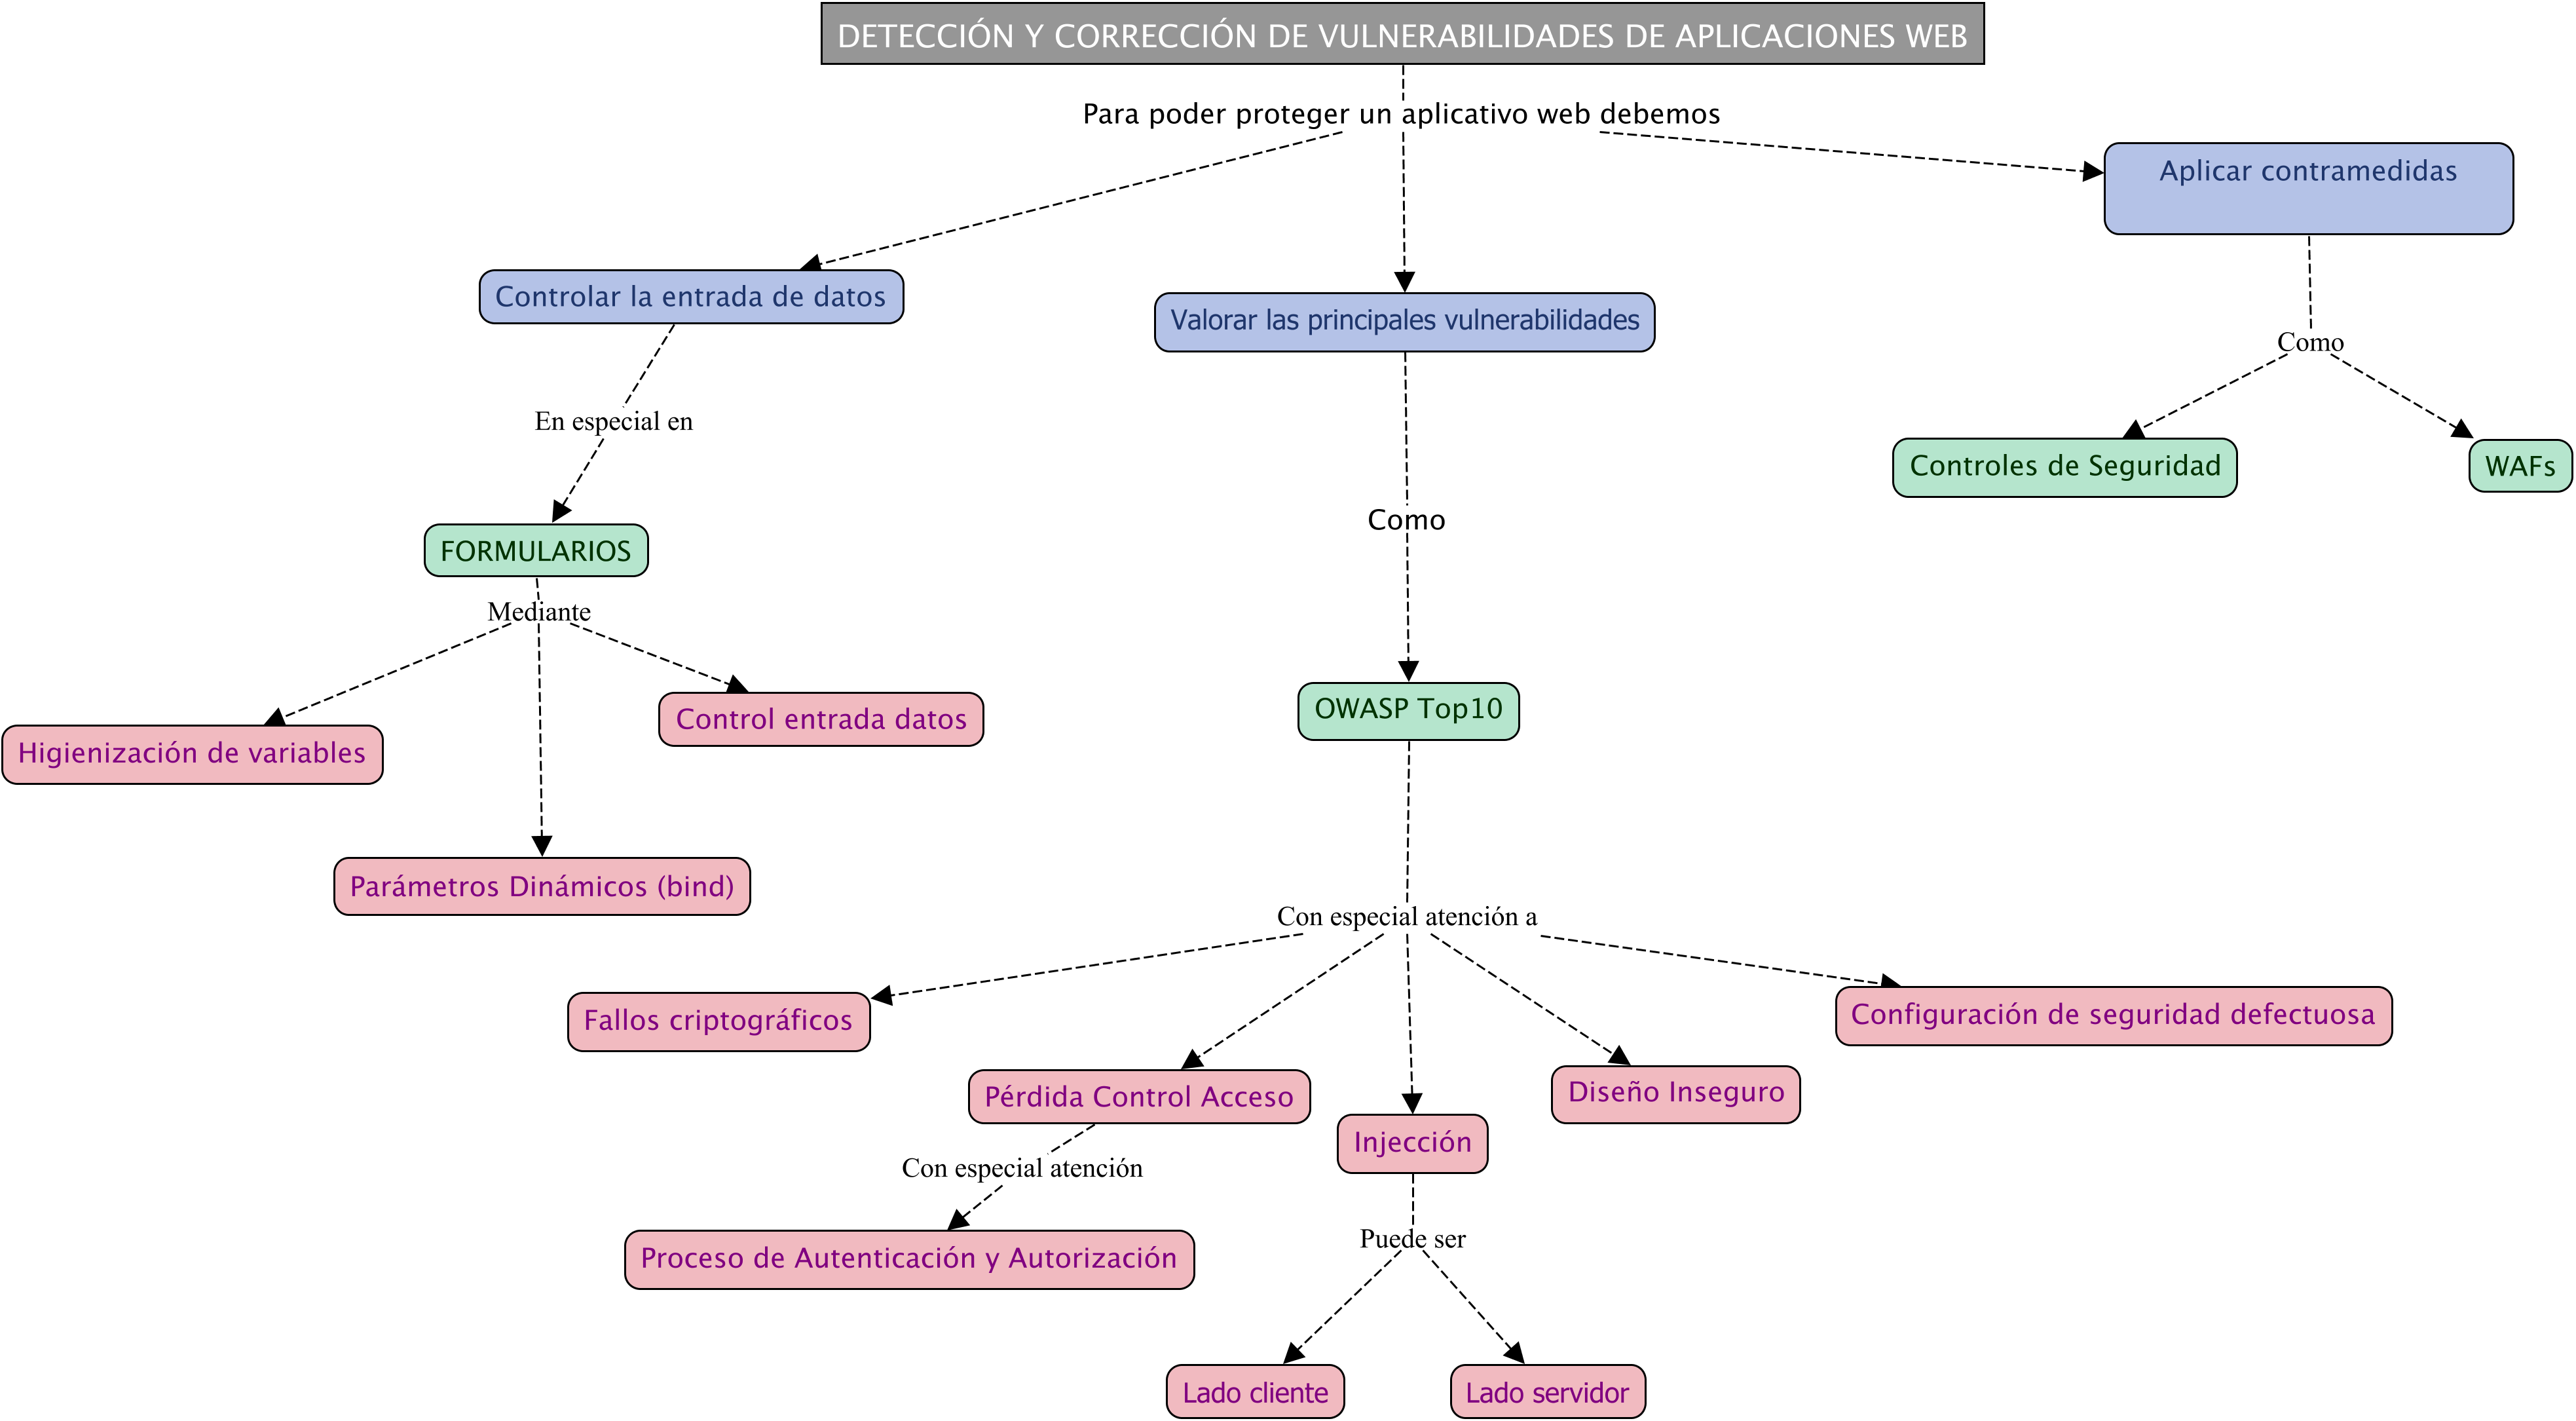 DETECCIÓN Y CORRECCIÓN DE VULNERABILIDADES DE APLICACIONES WEB
Para poder proteger un aplicativo web debemos
Aplicar contramedidas
Controlar la entrada de datos
Valorar las principales vulnerabilidades
Como
En especial en
Controles de Seguridad
WAFs
Como
FORMULARIOS
Mediante
OWASP Top10
Control entrada datos
Higienización de variables
Parámetros Dinámicos (bind)
Con especial atención a
Fallos criptográficos
Configuración de seguridad defectuosa
Pérdida Control Acceso
Diseño Inseguro
Injección
Con especial atención
Puede ser
Proceso de Autenticación y Autorización
Lado cliente
Lado servidor